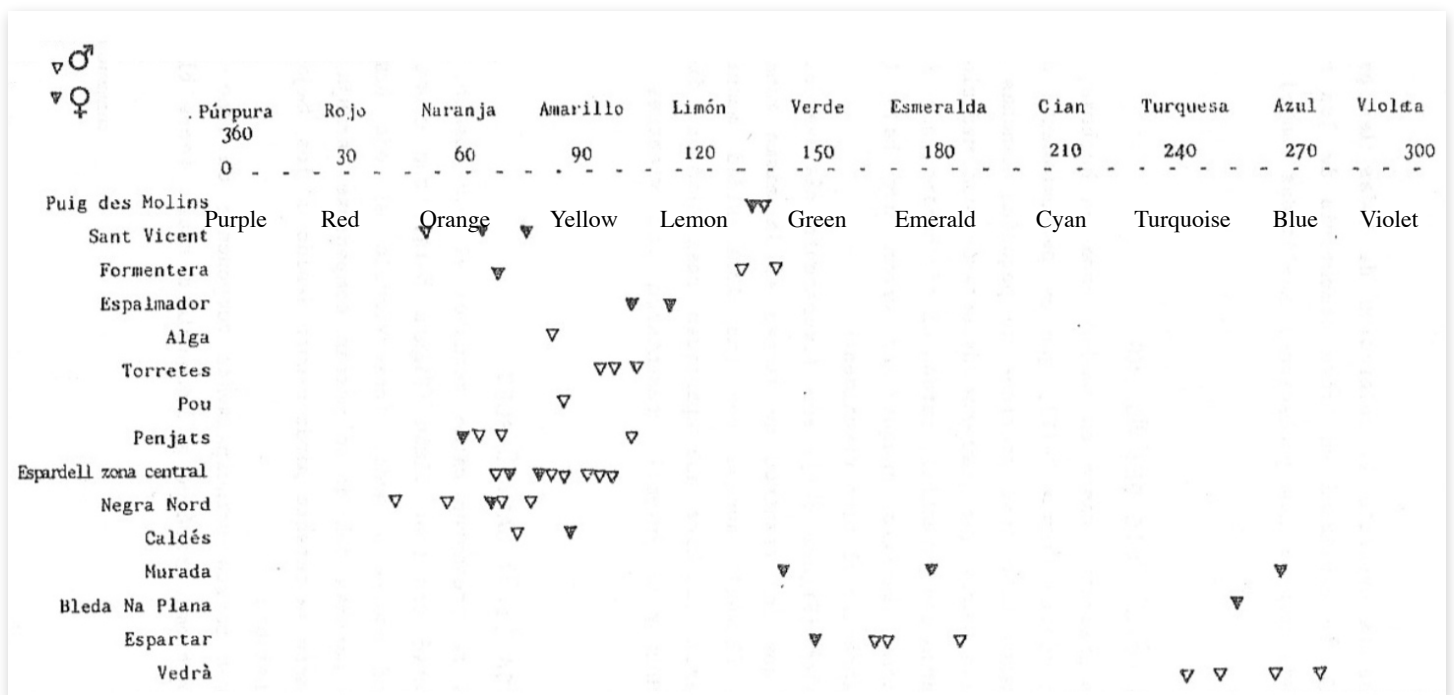 ♂
♀
Púrpura Rojo Naranja Amarillo Limón Verde Esmeralda Cian Turquesa Azul Violeta
360
0 30 60 90 120 150 180 210 240 270 300
Puig des Molins
Purple Red Orange Yellow Lemon Green Emerald Cyan Turquoise Blue Violet
Sant Vicent
Formentera
Espalmador
Alga
Torretes
Pou
Penjats
Espardell zona central
Negra Nord
Caldés
Murada
Bleda Na Plana
Espartar
Vedrà